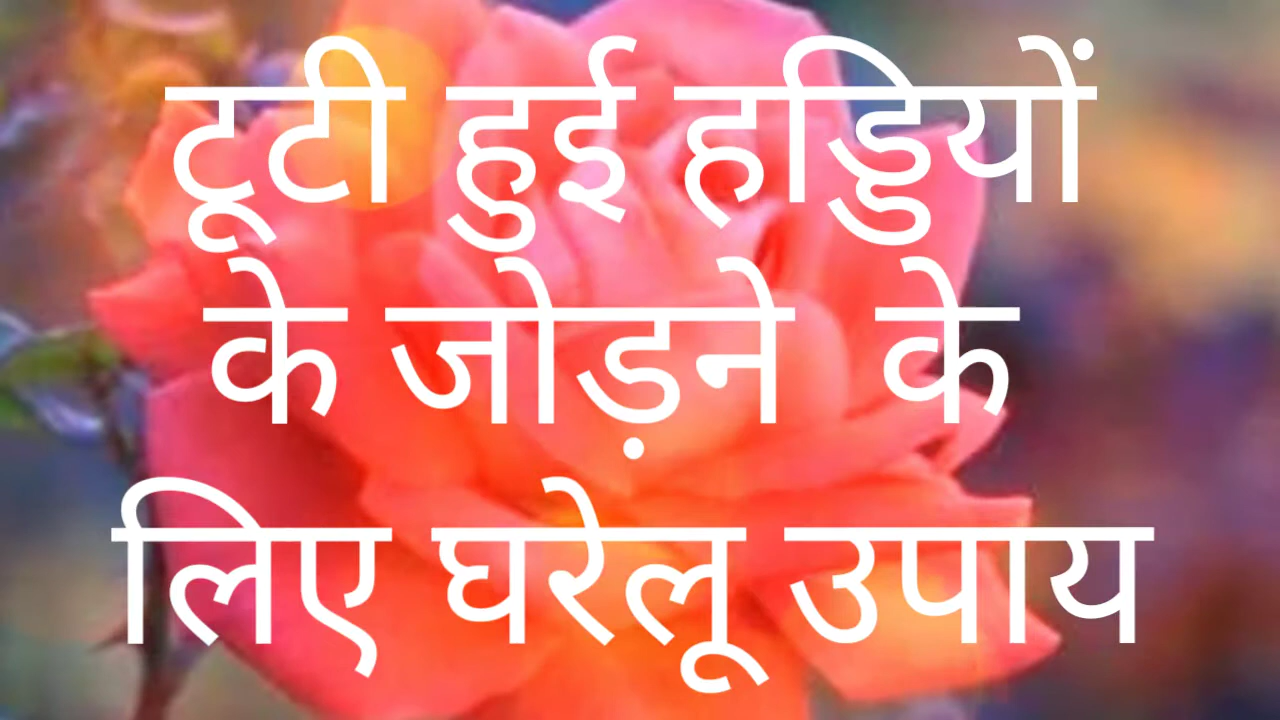 टूटी हुई हड्डियों
के जोड़ने के
लिए घरेलू उपाय